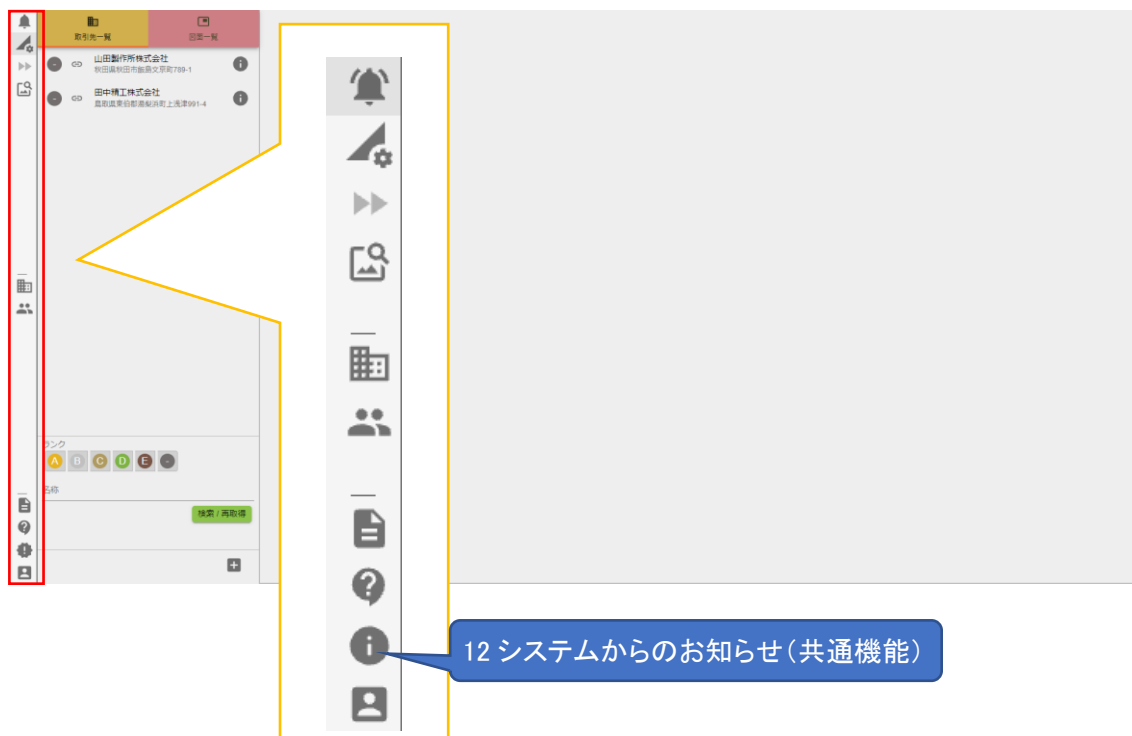 取引先一覧
図面一覧
山田製作所株式会社
田中精工株式会社
ランク
A B C D E -
名称
検索 / 再取得
12 システムからのお知らせ（共通機能）